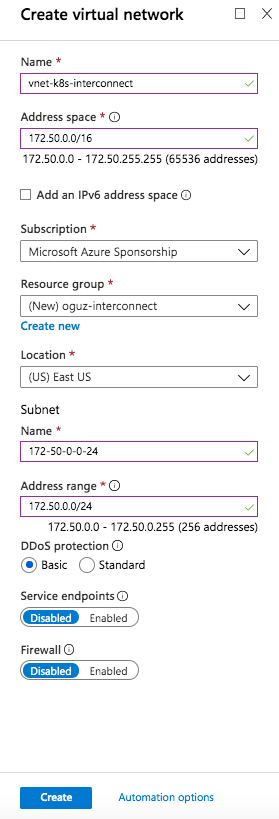 Create virtual network
Name *
vnet-k8s-interconnect
Address space *
172.50.0.0/16
172.50.0.0 - 172.50.255.255 (65536 addresses)
Add an IPv6 address space
Subscription *
Microsoft Azure Sponsorship
Resource group *
(New) oguz-interconnect
Create new
Location *
(US) East US
Subnet
Name *
172-50-0-0-24
Address range *
172.50.0.0/24
172.50.0.0 - 172.50.0.255 (256 addresses)
DDoS protection
Basic Standard
Service endpoints
Disabled Enabled
Firewall
Disabled Enabled
Create Automation options